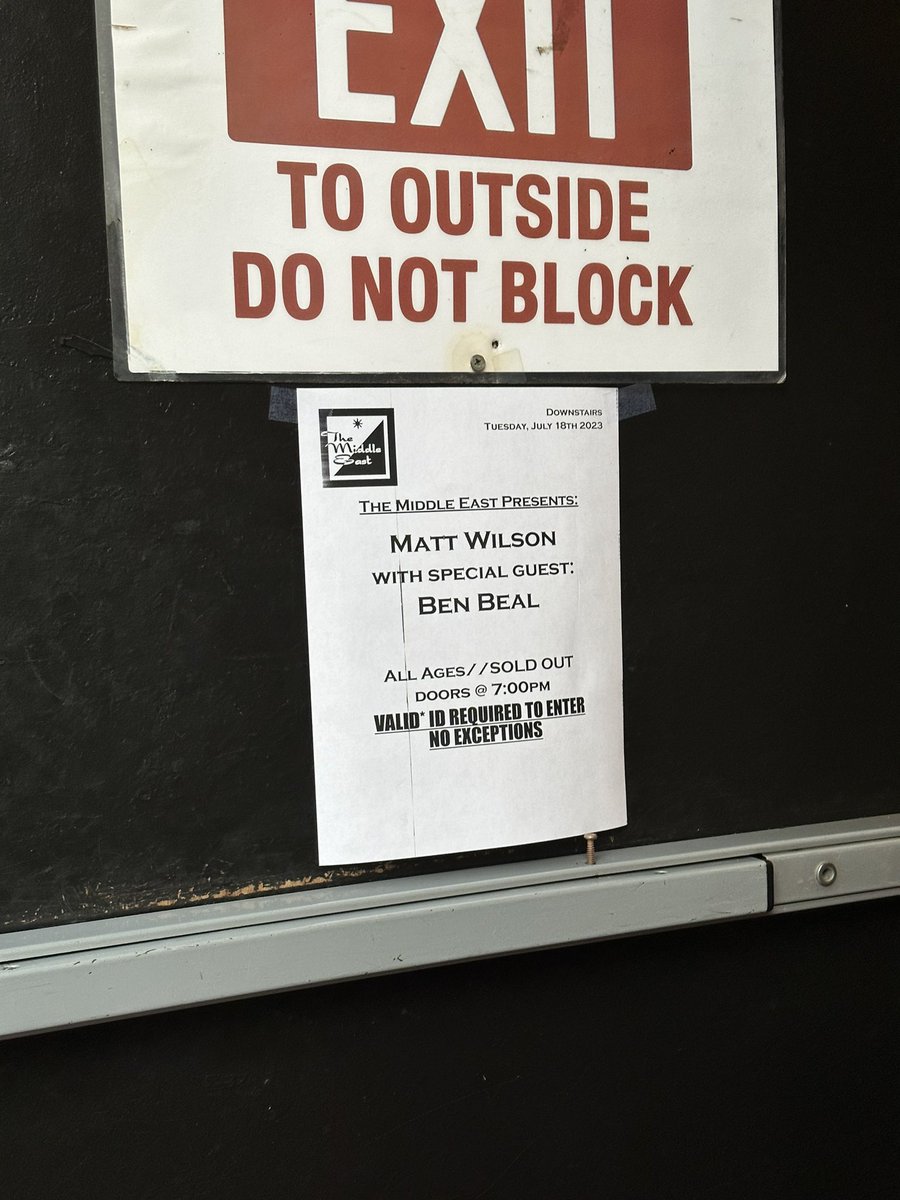 EXIT
TO OUTSIDE
DO NOT BLOCK
The
Middle
East
Downstairs
Tuesday, July 18th 2023
The Middle East Presents:
Matt Wilson
with special guest:
Ben Beal
All Ages//SOLD OUT
doors @ 7:00pm
VALID* ID REQUIRED TO ENTER
NO EXCEPTIONS